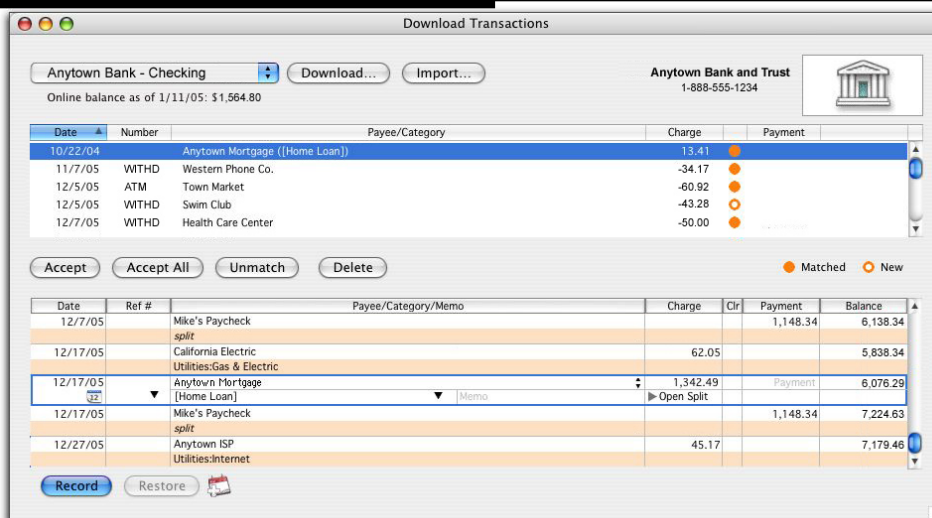 Download Transactions
Anytown Bank - Checking Download... Import... Anytown Bank and Trust
1-888-555-1234
Online balance as of 1/11/05: $1,564.80
Date Number Payee/Category Charge Payment
10/22/04 Anytown Mortgage ([Home Loan]) 13.41
11/7/05 WITHD Western Phone Co. -34.17
12/5/05 ATM Town Market -60.92
12/5/05 WITHD Swim Club -43.28
12/7/05 WITHD Health Care Center -50.00
Accept Accept All Unmatch Delete Matched New
Date Ref # Payee/Category/Memo Charge Clr Payment Balance
12/7/05 Mike's Paycheck 1,148.34 6,138.34
split
12/17/05 California Electric 62.05 5,838.34
Utilities:Gas & Electric
12/17/05 Anytown Mortgage 1,342.49 Payment 6,076.29
12 [Home Loan] Memo Open Split
12/17/05 Mike's Paycheck 1,148.34 7,224.63
split
12/27/05 Anytown ISP 45.17 7,179.46
Utilities:Internet
Record Restore